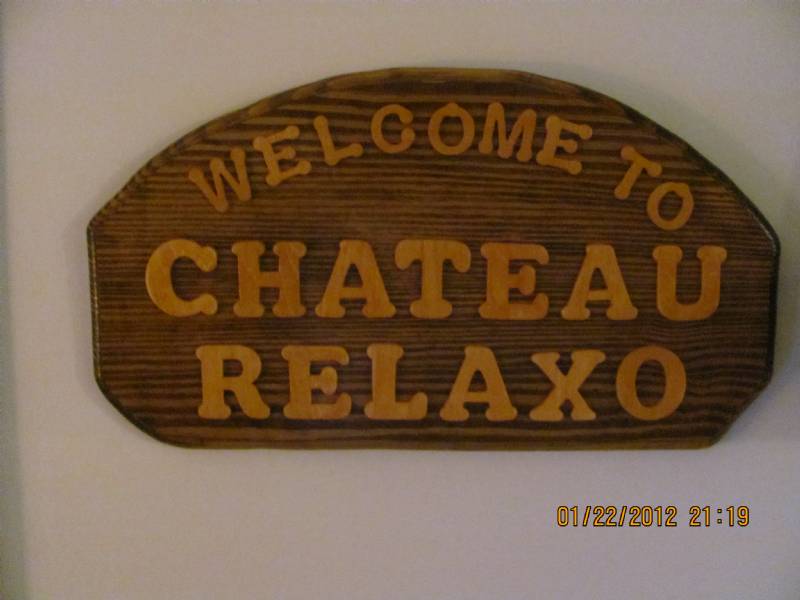 WELCOME TO
CHATEAU
RELAXO
01/22/2012 21:19